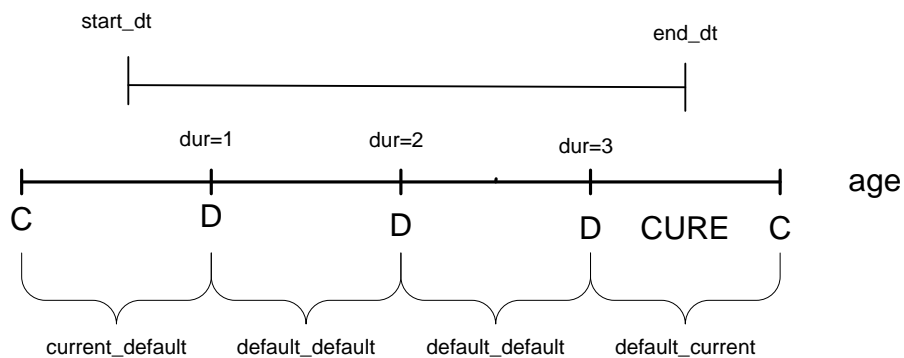 start_dt
end_dt
dur=1 dur=2 dur=3
age
C D D D CURE C
current_default default_default default_default default_current